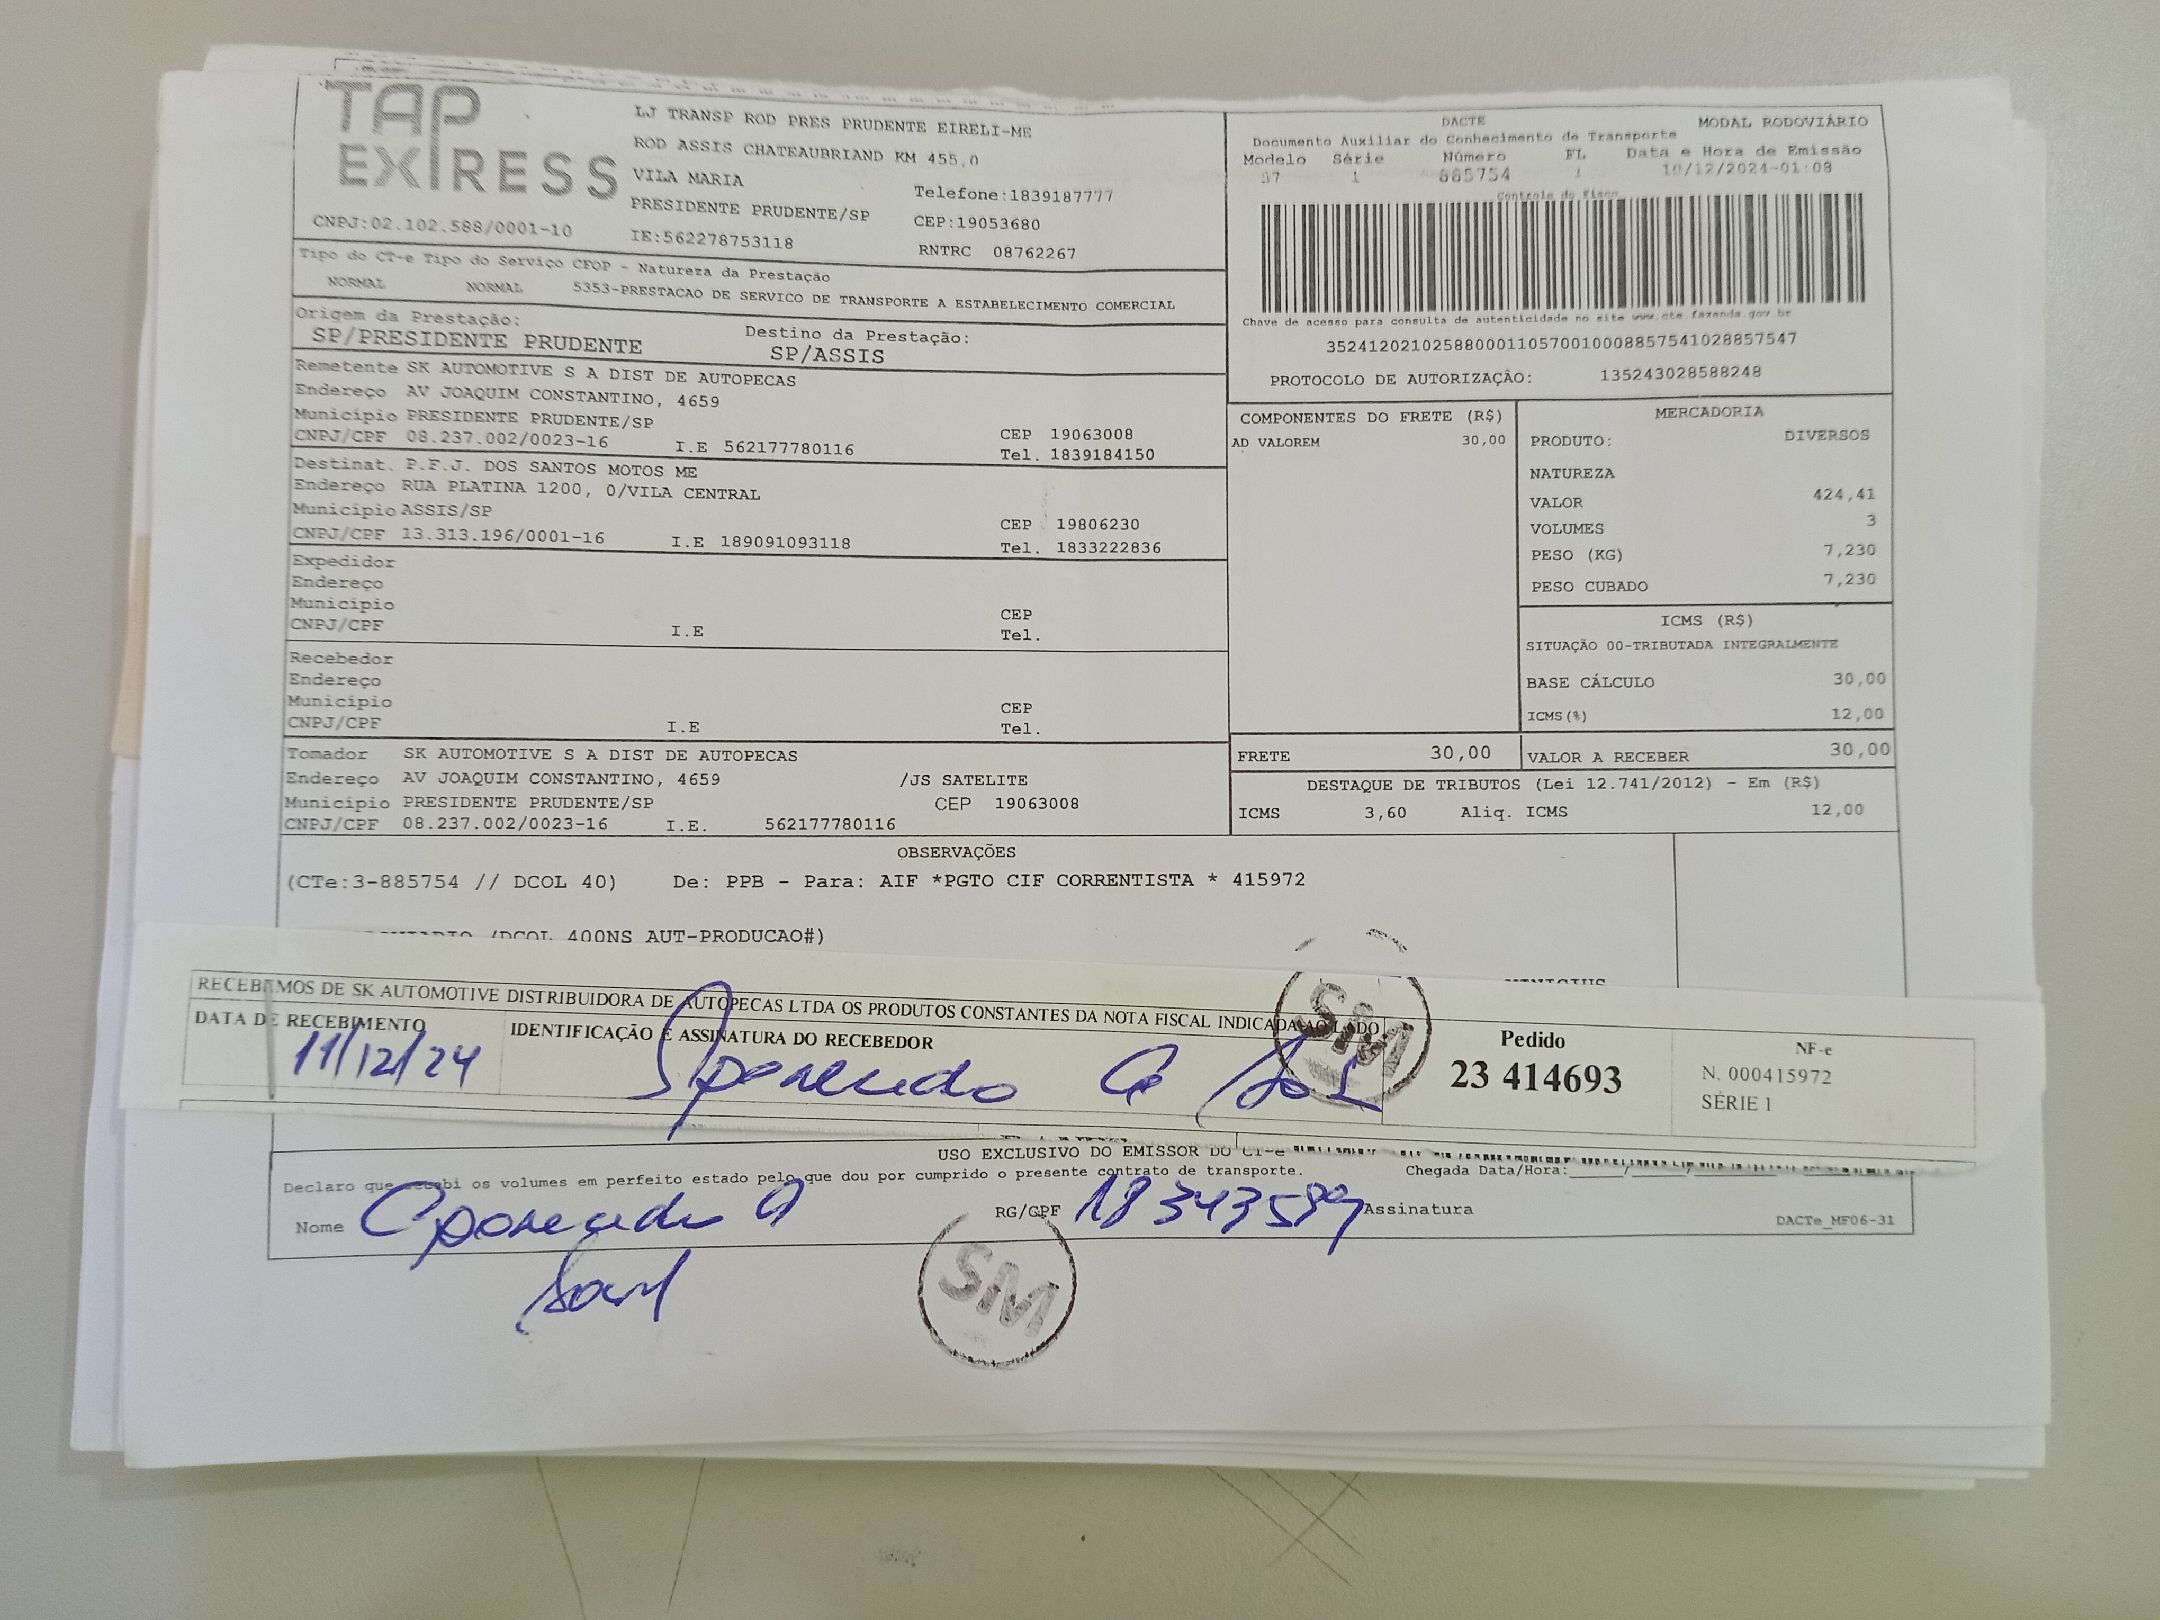 TAP EXPRESS
LJ TRANSP ROD PRES PRUDENTE EIRELI-ME
ROD ASSIS CHATEAUBRIAND KM 455,0
VILA MARIA
Telefone:1839187777
PRESIDENTE PRUDENTE/SP CEP:19053680
CNPJ:02.102.588/0001-10 IE:562278753118 RNTRC 08762267
DACTE MODAL RODOVIÁRIO
Documento Auxiliar do Conhecimento de Transporte
Modelo Série Número FL Data e Hora de Emissão
57 1 885754 1 10/12/2024-01:08
Controle do Fisco
Chave de acesso para consulta de autenticidade no site www.cte.fazenda.gov.br
35241202102588000110570010008857541028857547
PROTOCOLO DE AUTORIZAÇÃO: 135243028588248
Tipo do CT-e Tipo do Serviço CFOP - Natureza da Prestação
NORMAL NORMAL 5353-PRESTACAO DE SERVICO DE TRANSPORTE A ESTABELECIMENTO COMERCIAL
Origem da Prestação: Destino da Prestação:
SP/PRESIDENTE PRUDENTE SP/ASSIS
Remetente SK AUTOMOTIVE S A DIST DE AUTOPECAS
Endereço AV JOAQUIM CONSTANTINO, 4659
Município PRESIDENTE PRUDENTE/SP CEP 19063008
CNPJ/CPF 08.237.002/0023-16 I.E 562177780116 Tel. 1839184150
Destinat. P.F.J. DOS SANTOS MOTOS ME
Endereço RUA PLATINA 1200, 0/VILA CENTRAL
Município ASSIS/SP CEP 19806230
CNPJ/CPF 13.313.196/0001-16 I.E 189091093118 Tel. 1833222836
Expedidor
Endereço
Município CEP
CNPJ/CPF I.E Tel.
Recebedor
Endereço
Município CEP
CNPJ/CPF I.E Tel.
Tomador SK AUTOMOTIVE S A DIST DE AUTOPECAS
Endereço AV JOAQUIM CONSTANTINO, 4659 /JS SATELITE
Município PRESIDENTE PRUDENTE/SP CEP 19063008
CNPJ/CPF 08.237.002/0023-16 I.E. 562177780116
COMPONENTES DO FRETE (R$)
AD VALOREM 30,00
MERCADORIA
PRODUTO: DIVERSOS
NATUREZA
VALOR 424,41
VOLUMES 3
PESO (KG) 7,230
PESO CUBADO 7,230
ICMS (R$)
SITUAÇÃO 00-TRIBUTADA INTEGRALMENTE
BASE CÁLCULO 30,00
ICMS(%) 12,00
FRETE 30,00 VALOR A RECEBER 30,00
DESTAQUE DE TRIBUTOS (Lei 12.741/2012) - Em (R$)
ICMS 3,60 Aliq. ICMS 12,00
OBSERVAÇÕES
(CTe:3-885754 // DCOL 40) De: PPB - Para: AIF *PGTO CIF CORRENTISTA * 415972
(DCOL 400NS AUT-PRODUCAO#)
RECEBEMOS DE SK AUTOMOTIVE DISTRIBUIDORA DE AUTOPECAS LTDA OS PRODUTOS CONSTANTES DA NOTA FISCAL INDICADA AO LADO
DATA DE RECEBIMENTO IDENTIFICAÇÃO E ASSINATURA DO RECEBEDOR
11/12/24
SM
Pedido
23 414693
NF-e
N. 000415972
SÉRIE 1
USO EXCLUSIVO DO EMISSOR DO CT-e
Declaro que recebi os volumes em perfeito estado pelo que dou por cumprido o presente contrato de transporte. Chegada Data/Hora:____/____/____
Nome Aparecido RG/CPF 18343589 Assinatura
DACTe_MF06-31
SM